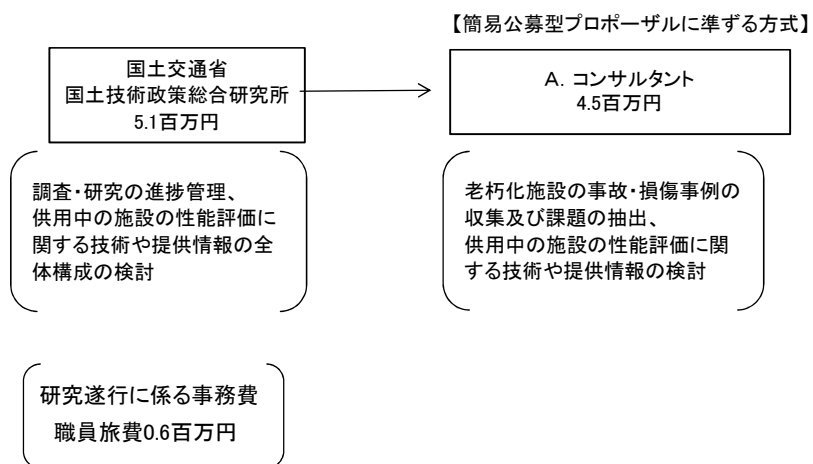 【簡易公募型プロポーザルに準ずる方式】
国土交通省
国土技術政策総合研究所
5.1百万円
A. コンサルタント
4.5百万円
調査・研究の進捗管理、
供用中の施設の性能評価に
関する技術や提供情報の全
体構成の検討
老朽化施設の事故・損傷事例の
収集及び課題の抽出、
供用中の施設の性能評価に関
する技術や提供情報の検討
研究遂行に係る事務費
職員旅費0.6百万円